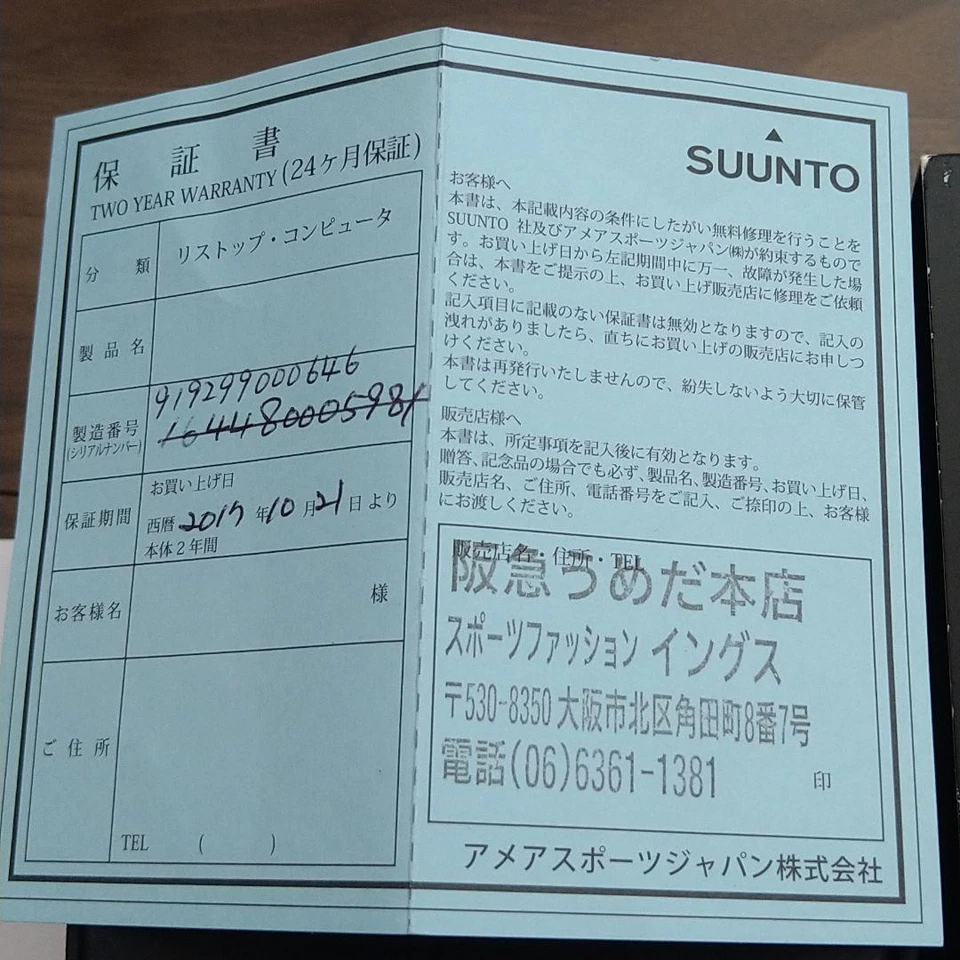 保証書
TWO YEAR WARRANTY (24ヶ月保証)
分類
リストップ・コンピュータ
製品名
製造番号
(シリアルナンバー)
919299000646
保証期間
お買い上げ日
西暦 2017年10月21日より
本体2年間
お客様名
様
ご住所
TEL ( )
SUUNTO
お客様へ
本書は、本記載内容の条件にしたがい無料修理を行うことを
SUUNTO 社及びアメアスポーツジャパン㈱が約束するもので
す。お買い上げ日から左記期間中に万一、故障が発生した場
合は、本書をご提示の上、お買い上げ販売店に修理をご依頼
ください。
記入項目に記載のない保証書は無効となりますので、記入の
洩れがありましたら、直ちにお買い上げの販売店にお申しつ
けください。
本書は再発行いたしませんので、紛失しないよう大切に保管
してください。
販売店様へ
本書は、所定事項を記入後に有効となります。
贈答、記念品の場合でも必ず、製品名、製造番号、お買い上げ日、
販売店名、ご住所、電話番号をご記入、ご捺印の上、お客様
にお渡しください。
販売店名・住所・TEL
阪急うめだ本店
スポーツファッション イングス
〒530-8350 大阪市北区角田町8番7号
電話(06)6361-1381
印
アメアスポーツジャパン株式会社